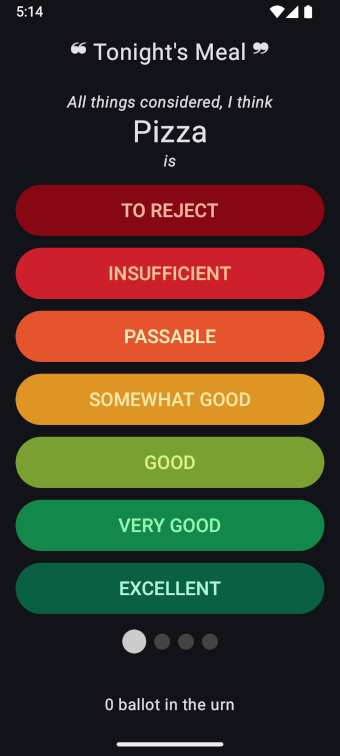 5:14
❝ Tonight's Meal ❞
All things considered, I think
Pizza
is
TO REJECT
INSUFFICIENT
PASSABLE
SOMEWHAT GOOD
GOOD
VERY GOOD
EXCELLENT
0 ballot in the urn